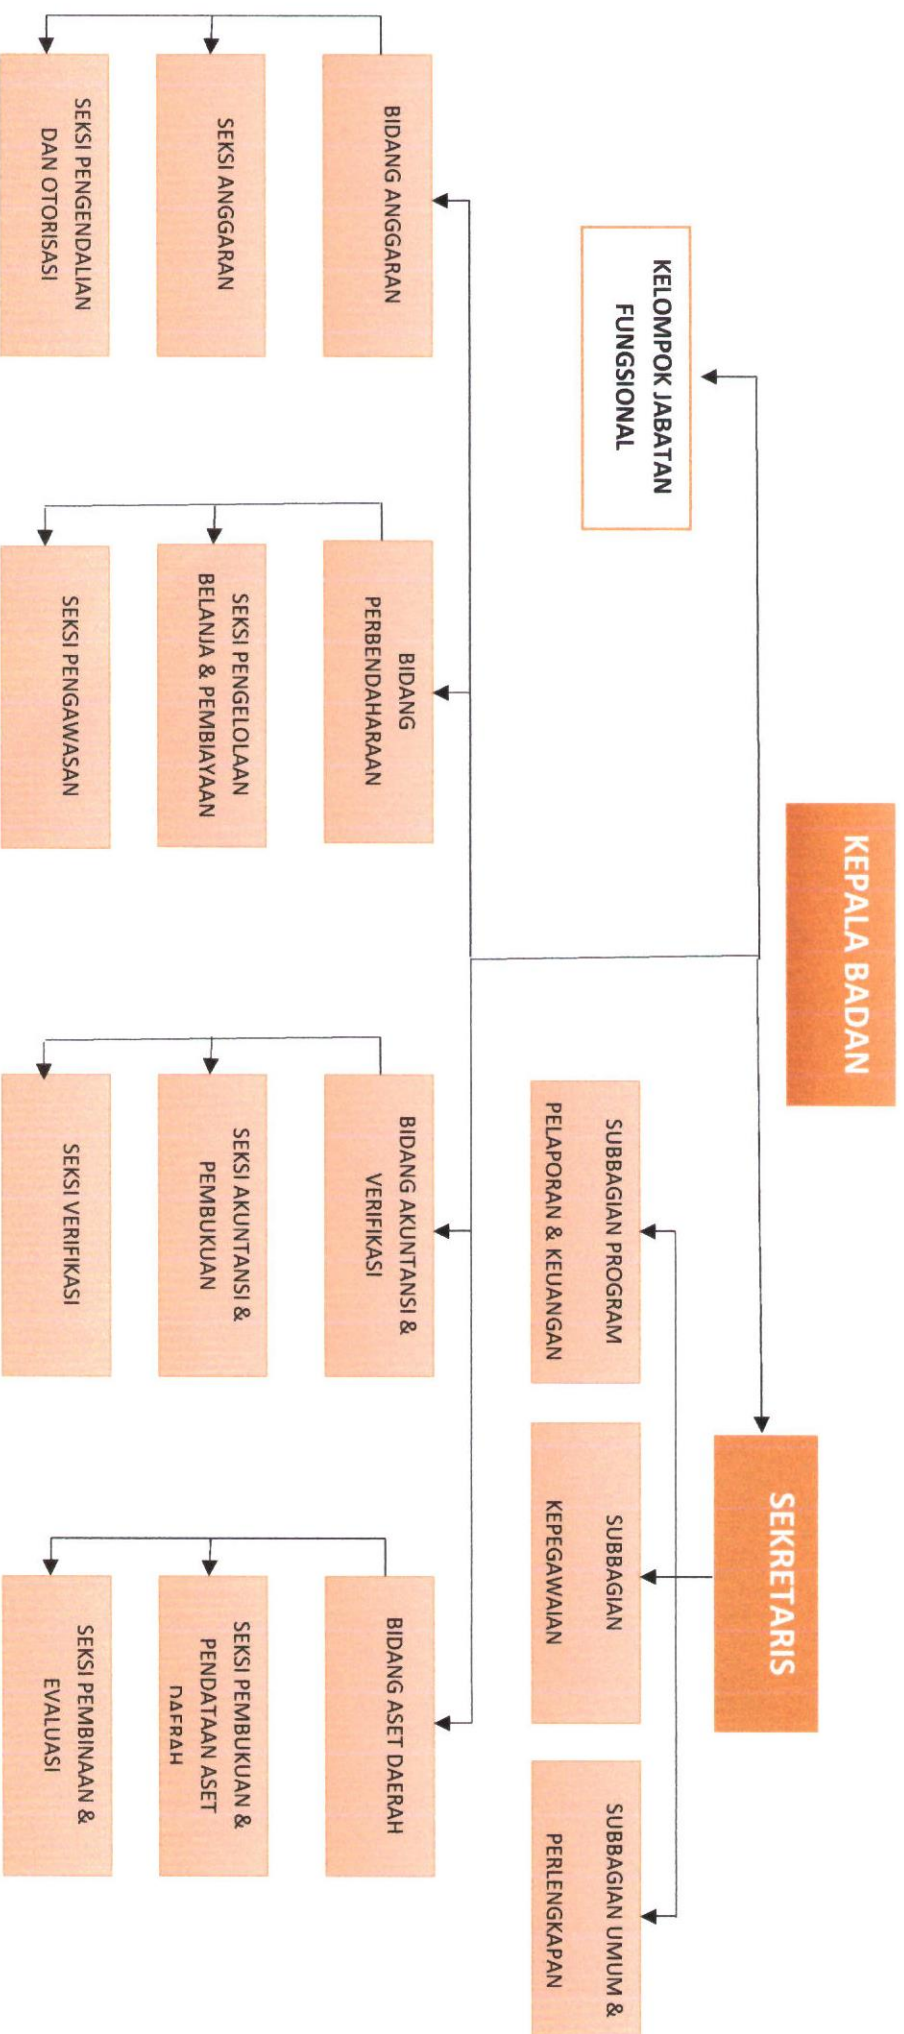 KEPALA BADAN
SEKRETARIS
KELOMPOK JABATAN
FUNGSIONAL
SUBBAGIAN PROGRAM
PELAPORAN & KEUANGAN
SUBBAGIAN
KEPEGAWAIAN
SUBBAGIAN UMUM &
PERLENGKAPAN
BIDANG ANGGARAN
BIDANG
PERBENDAHARAAN
BIDANG AKUNTANSI &
VERIFIKASI
BIDANG ASET DAERAH
SEKSI ANGGARAN
SEKSI PENGELOLAAN
BELANJA & PEMBIAYAAN
SEKSI AKUNTANSI &
PEMBUKUAN
SEKSI PEMBUKUAN &
PENDATAAN ASET
DAERAH
SEKSI PENGENDALIAN
DAN OTORISASI
SEKSI PENGAWASAN
SEKSI VERIFIKASI
SEKSI PEMBINAAN &
EVALUASI